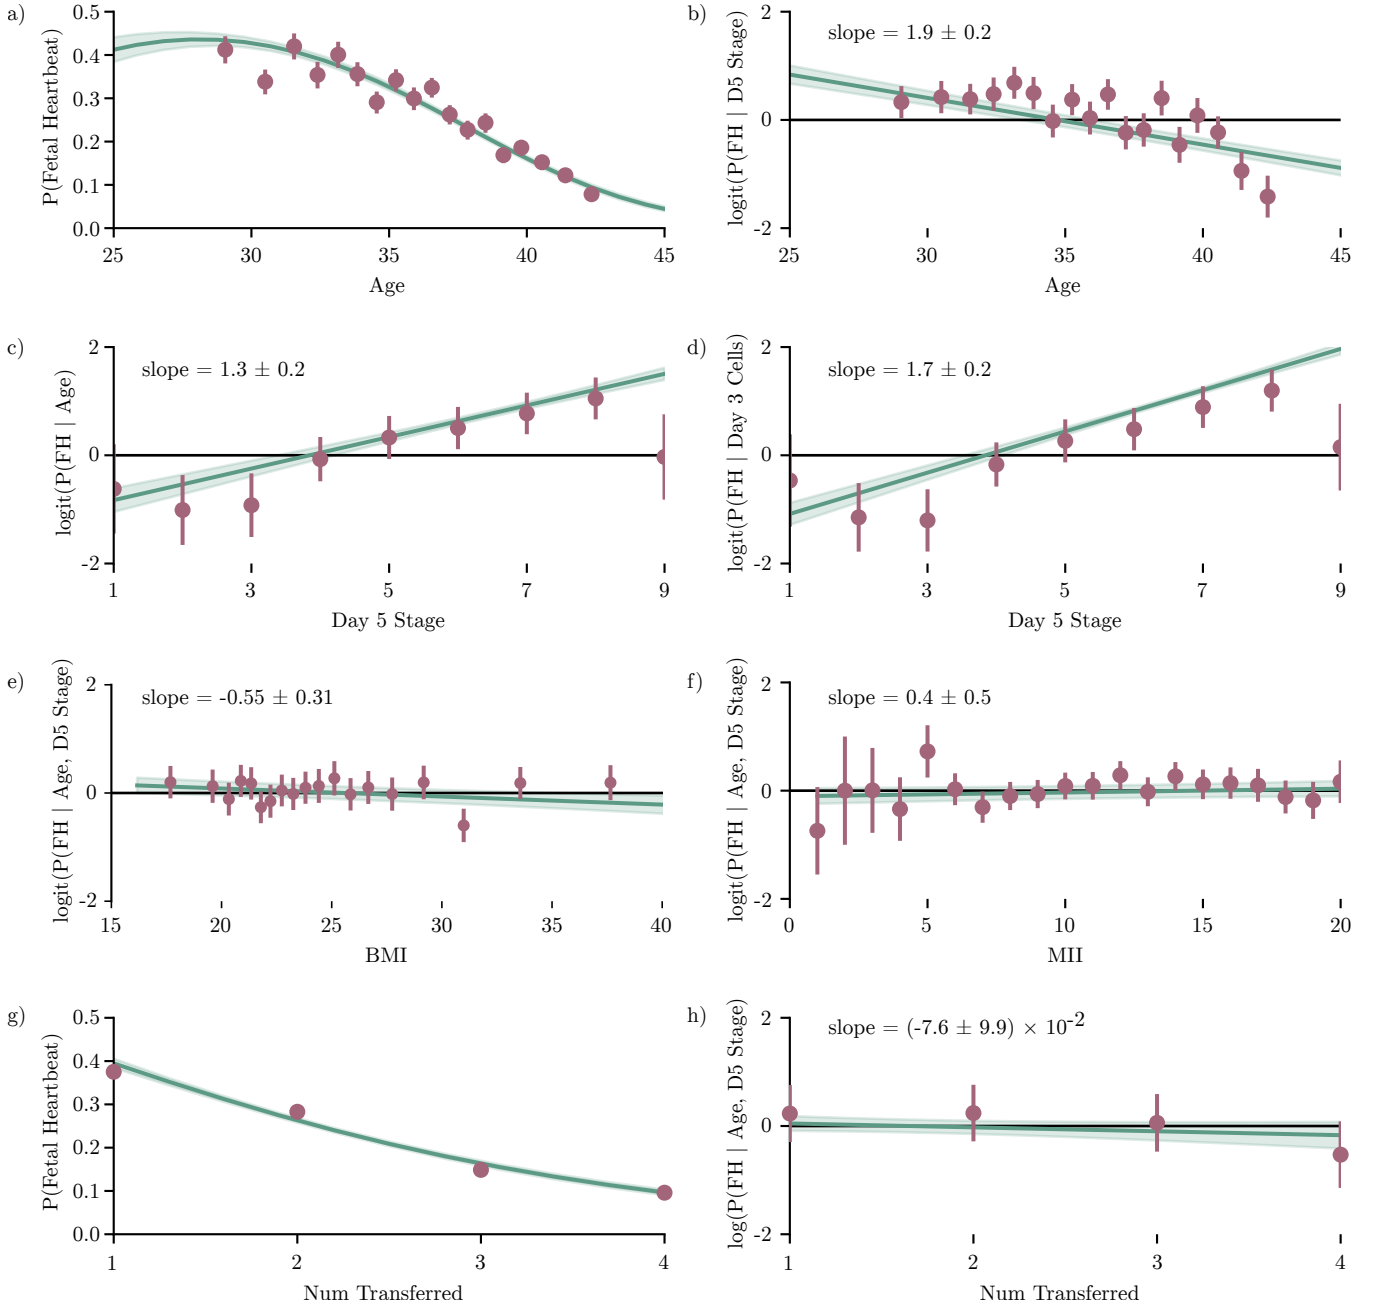 a)
P(Fetal Heartbeat)
0.5
0.4
0.3
0.2
0.1
0.0
25 30 35 40 45
Age
b)
logit(P(FH | D5 Stage)
slope = 1.9 ± 0.2
2
0
-2
25 30 35 40 45
Age
c)
logit(P(FH | Age)
slope = 1.3 ± 0.2
2
0
-2
1 3 5 7 9
Day 5 Stage
d)
logit(P(FH | Day 3 Cells)
slope = 1.7 ± 0.2
2
0
-2
1 3 5 7 9
Day 5 Stage
e)
logit(P(FH | Age, D5 Stage)
slope = -0.55 ± 0.31
2
0
-2
15 20 25 30 35 40
BMI
f)
logit(P(FH | Age, D5 Stage)
slope = 0.4 ± 0.5
2
0
-2
0 5 10 15 20
MII
g)
P(Fetal Heartbeat)
0.5
0.4
0.3
0.2
0.1
0.0
1 2 3 4
Num Transferred
h)
log(P(FH | Age, D5 Stage)
slope = (-7.6 ± 9.9) × 10-2
2
0
-2
1 2 3 4
Num Transferred